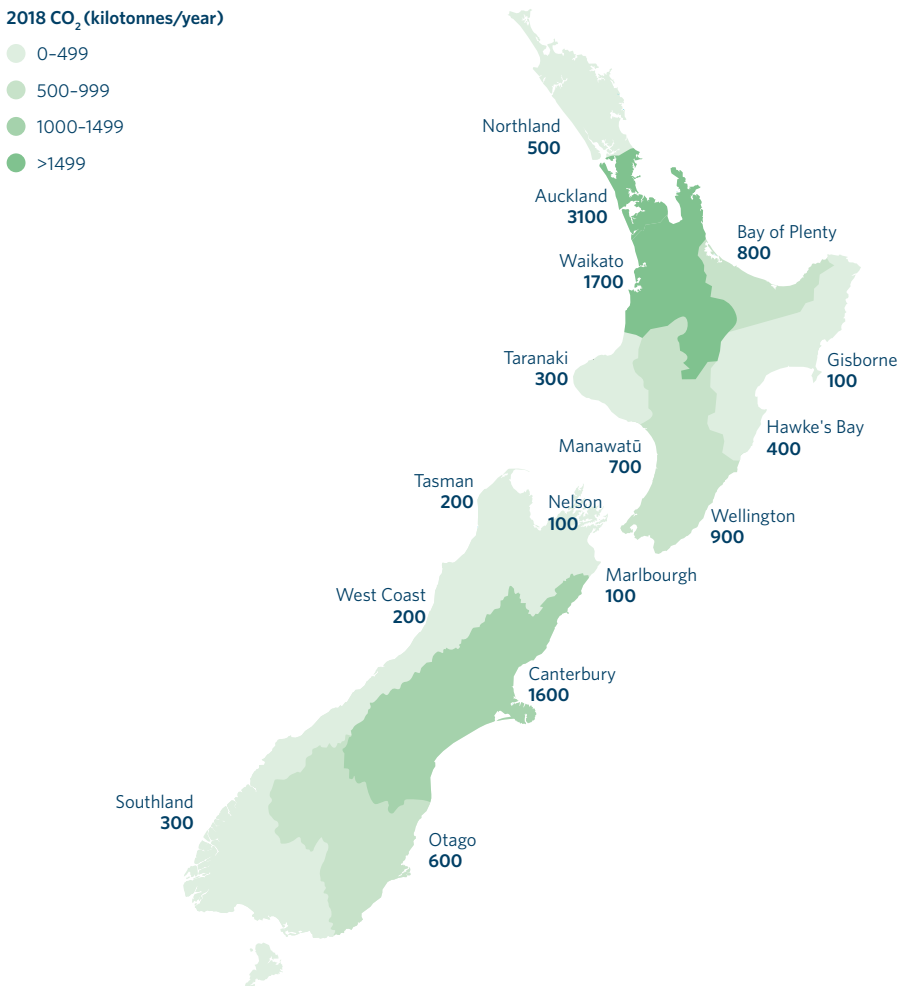 2018 CO₂ (kilotonnes/year)
0–499
500–999
1000–1499
>1499
Northland
500
Auckland
3100
Bay of Plenty
800
Waikato
1700
Taranaki
300
Gisborne
100
Hawke's Bay
400
Manawatū
700
Tasman
200
Nelson
100
Wellington
900
Marlbourgh
100
West Coast
200
Canterbury
1600
Southland
300
Otago
600